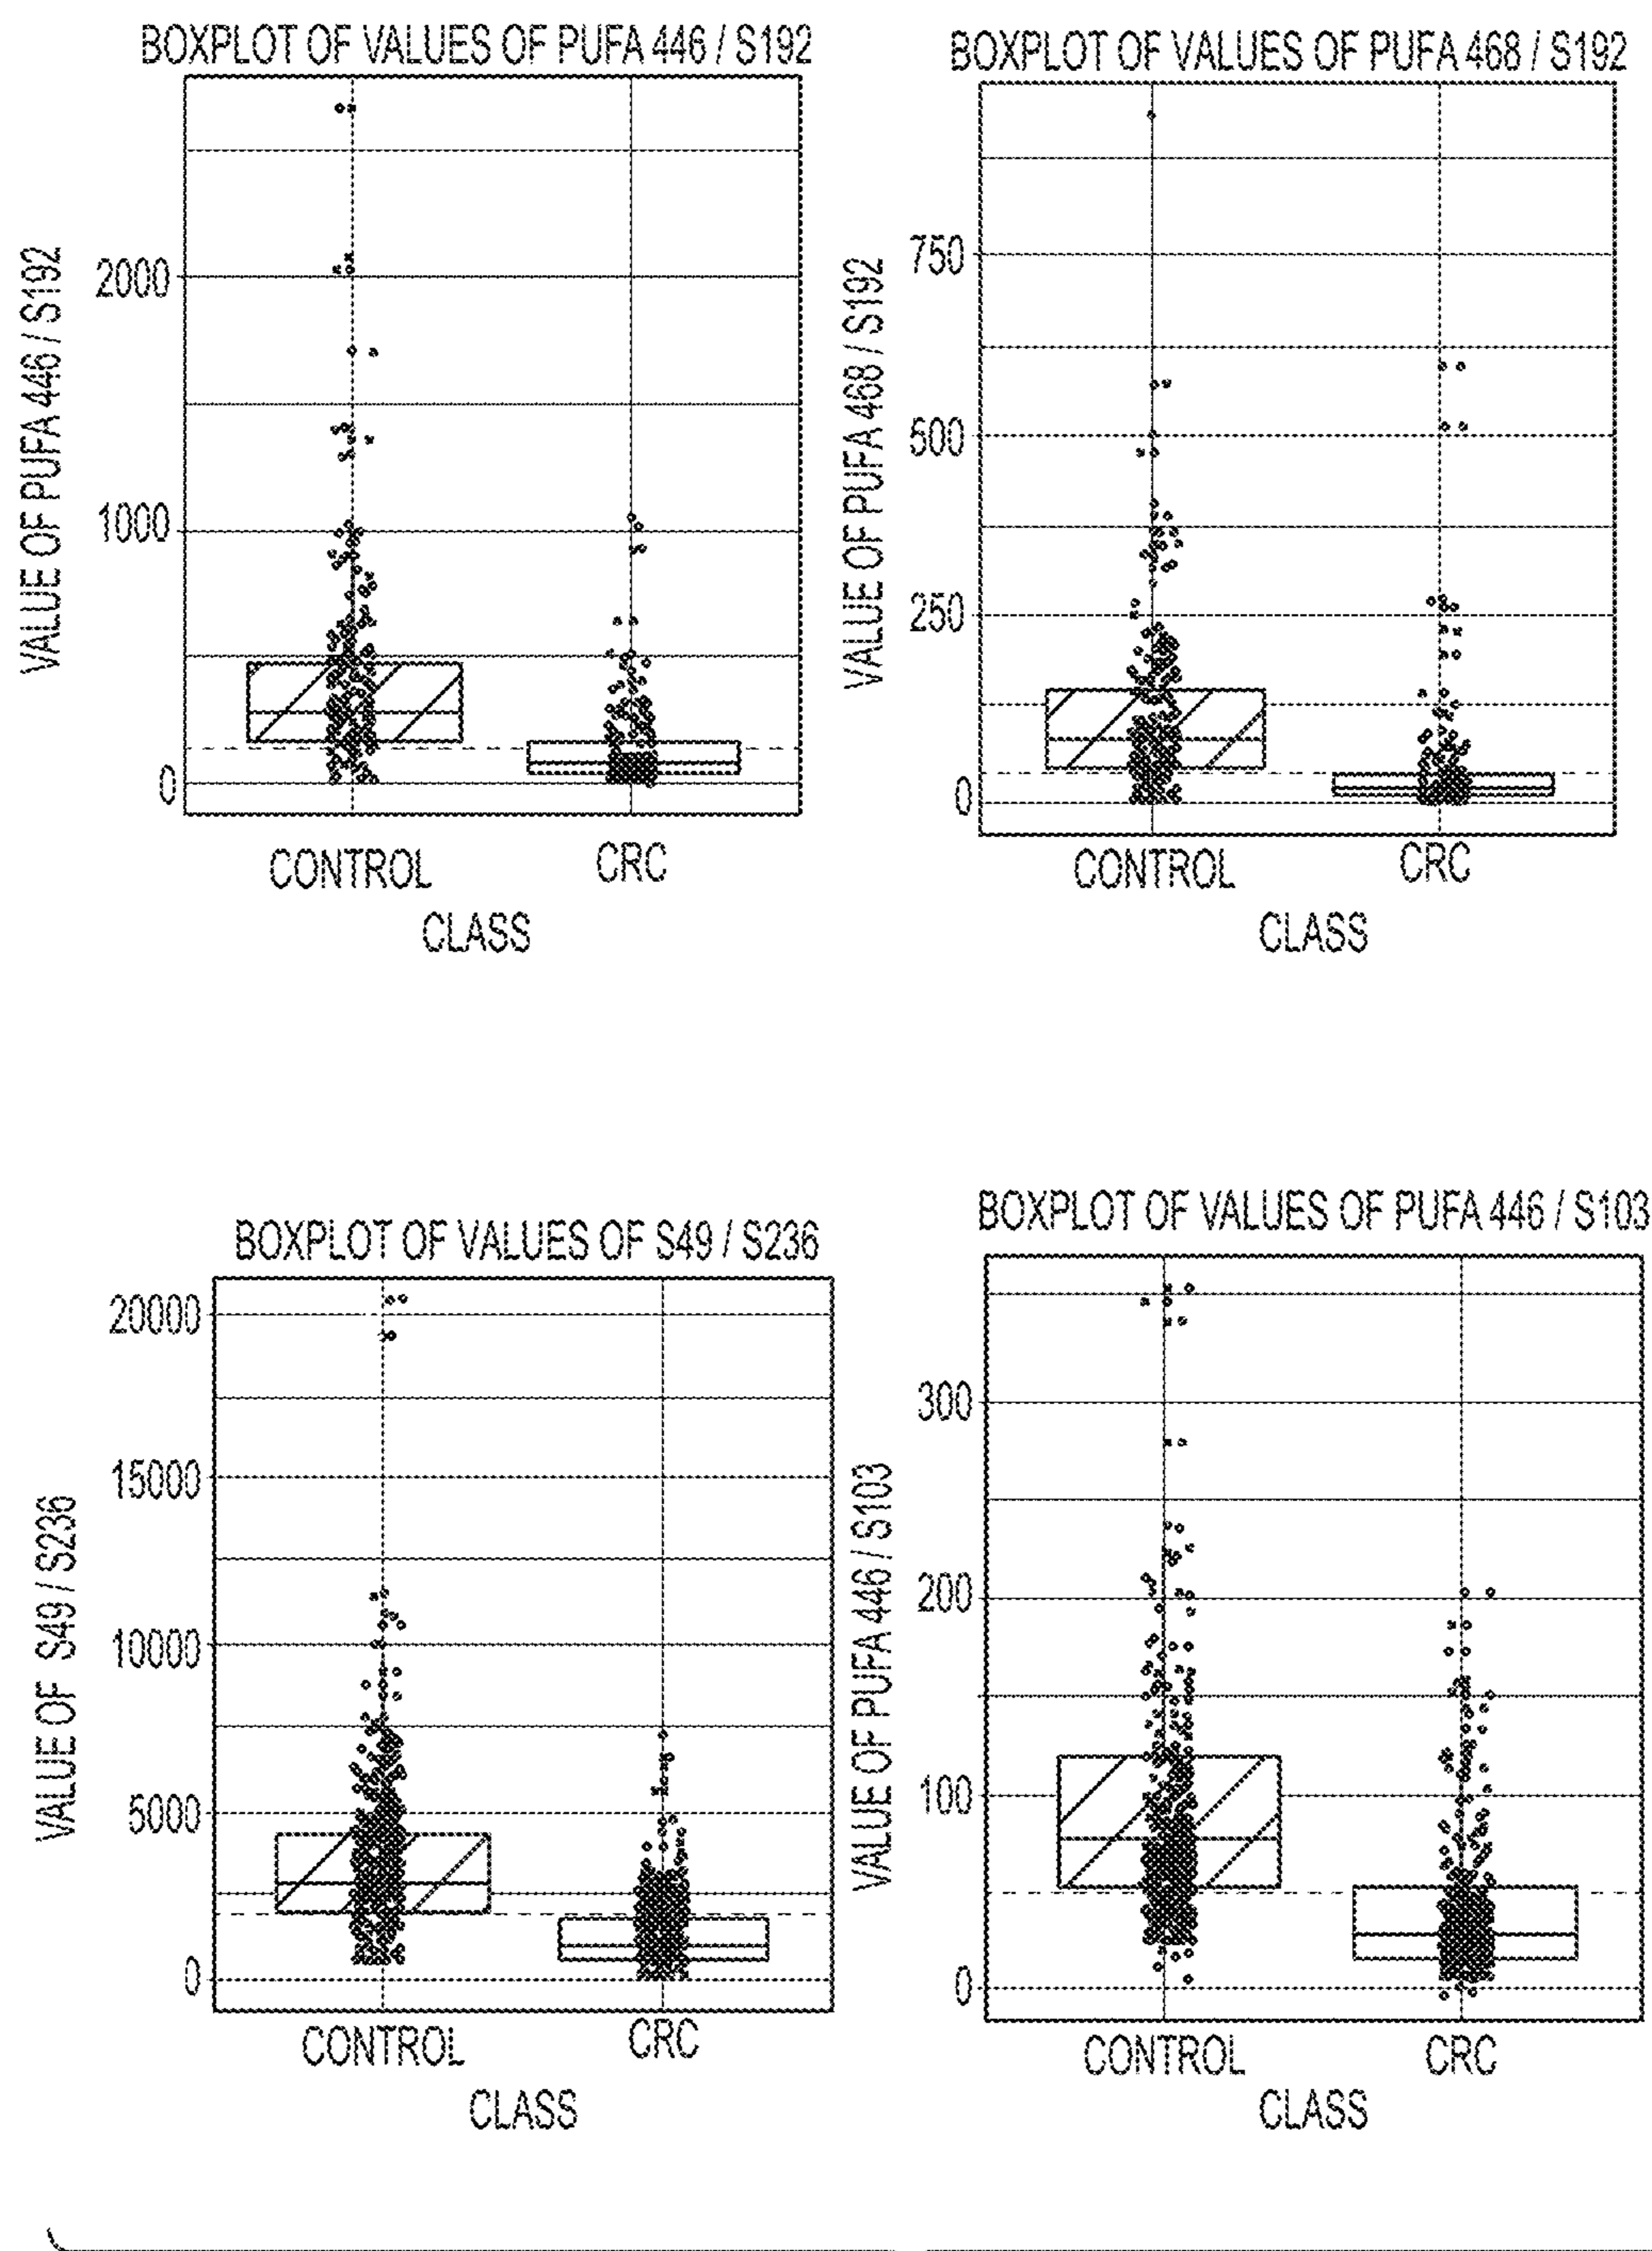 BOXPLOT OF VALUES OF PUFA 446 / S192
VALUE OF PUFA 446 / S192
2000
1000
0
CONTROL
CRC
CLASS
BOXPLOT OF VALUES OF PUFA 468 / S192
VALUE OF PUFA 468 / S192
750
500
250
0
CONTROL
CRC
CLASS
BOXPLOT OF VALUES OF S49 / S236
VALUE OF S49 / S236
20000
15000
10000
5000
0
CONTROL
CRC
CLASS
BOXPLOT OF VALUES OF PUFA 446 / S103
VALUE OF PUFA 446 / S103
300
200
100
0
CONTROL
CRC
CLASS